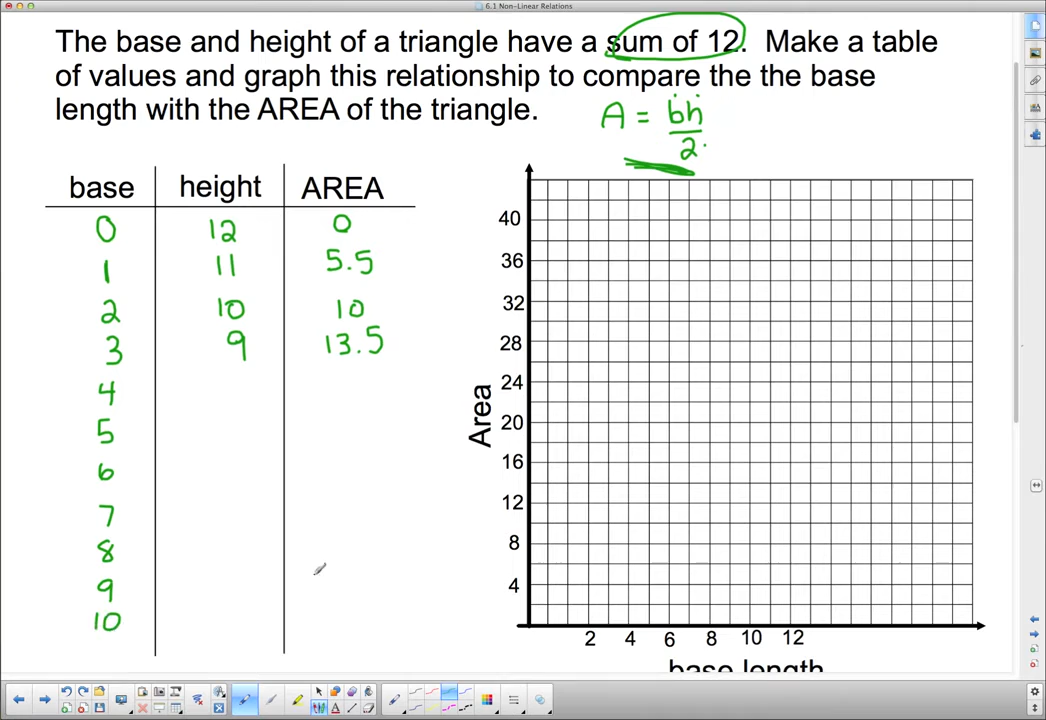 6.1 Non-Linear Relations
The base and height of a triangle have a sum of 12. Make a table
of values and graph this relationship to compare the the base
length with the AREA of the triangle.
A = bh
2
base height AREA
0 12 0
1 11 5.5
2 10 10
3 9 13.5
4
5
6
7
8
9
10
Area
40
36
32
28
24
20
16
12
8
4
2 4 6 8 10 12
base length